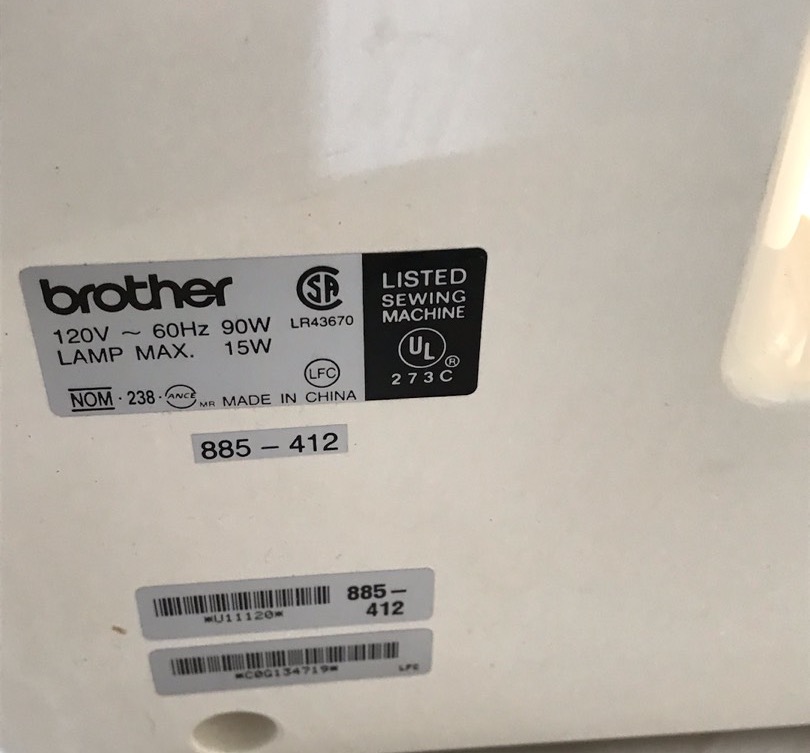 brother
120V ~ 60Hz 90W
LAMP MAX. 15W
SA
LR43670
LFC
NOM · 238 · ANCE MR MADE IN CHINA
LISTED
SEWING
MACHINE
UL ®
273C
885 – 412
885–
412
*U11120*
*C0G134719*
LFC